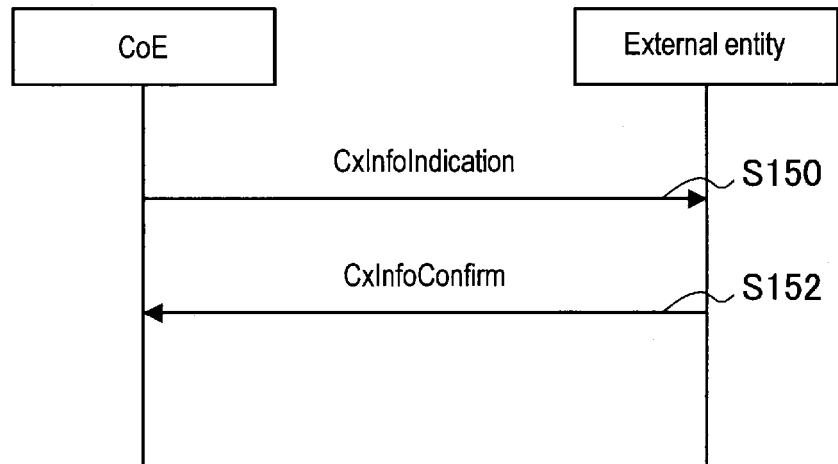 CoE
External entity
CxInfoIndication
S150
CxInfoConfirm
S152